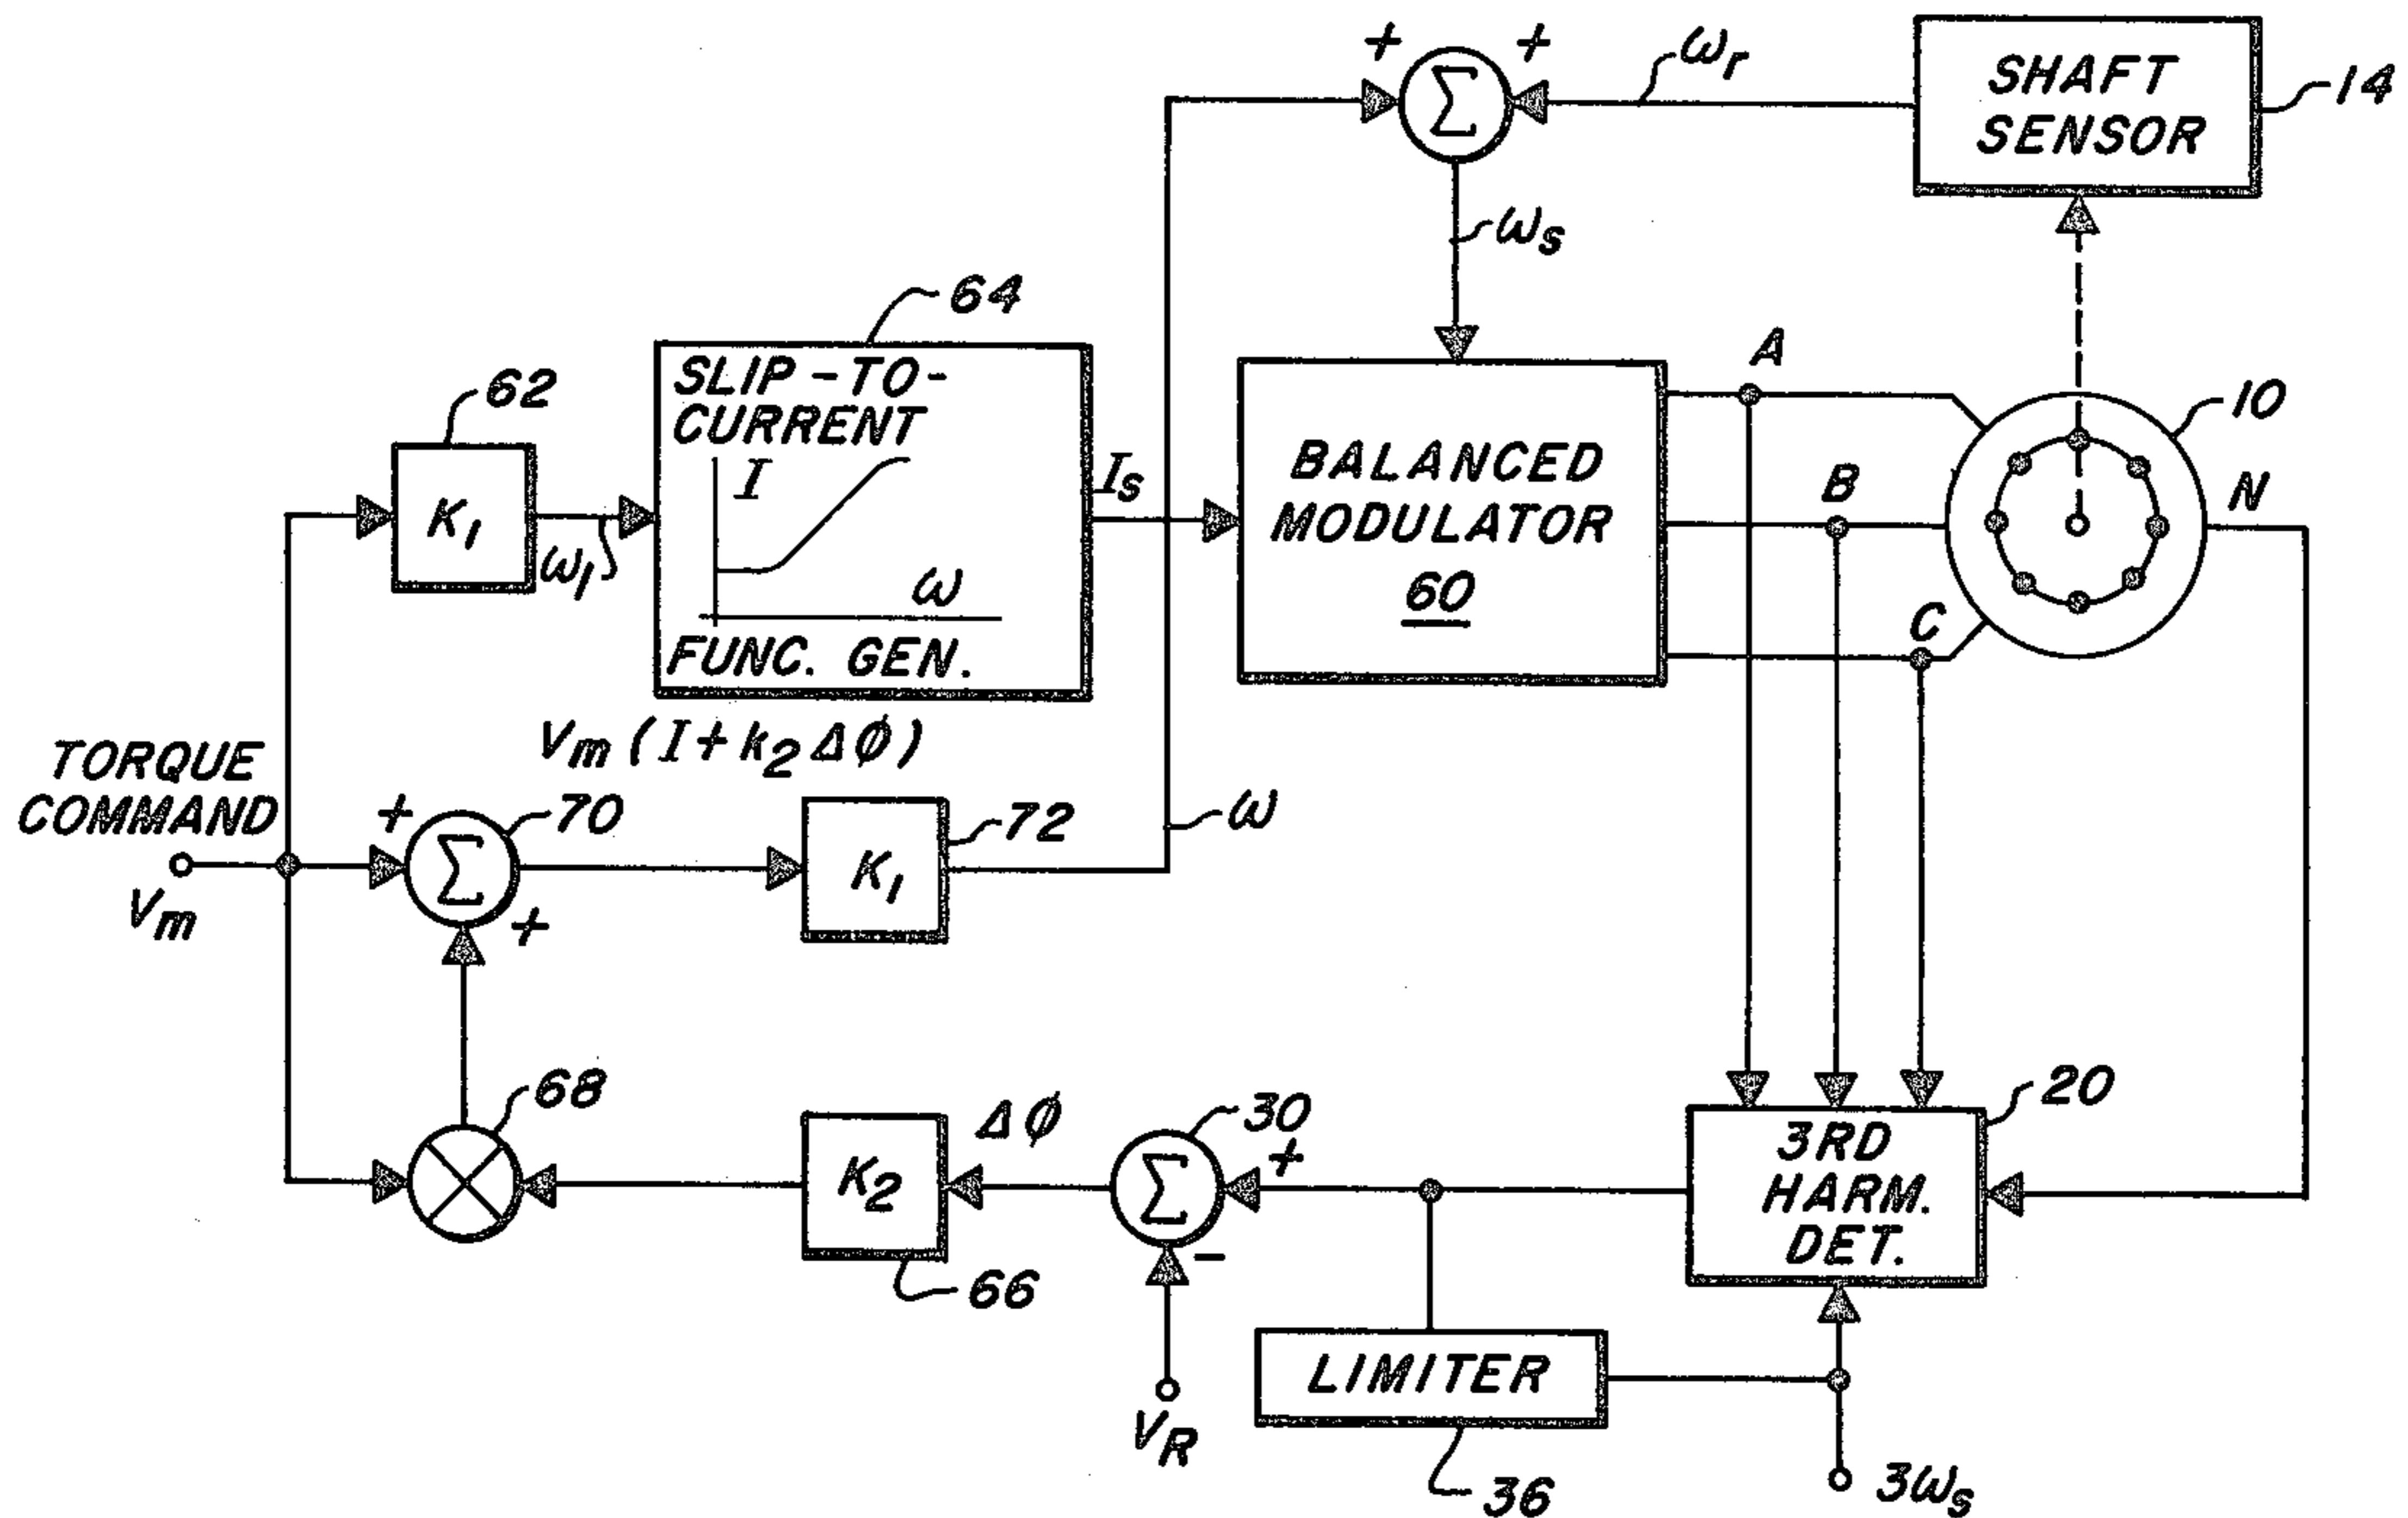 + +
Σ
ωr
SHAFT
SENSOR
14
ωs
64
SLIP-TO-
CURRENT
I
ω
FUNC. GEN.
62
K1
ω1
Is
BALANCED
MODULATOR
60
A
B
C
10
N
Vm (I+k2Δϕ)
TORQUE
COMMAND
Vm
+
Σ
+
70
72
K1
ω
68
K2
66
Δϕ
30
Σ
+
-
VR
20
3RD
HARM.
DET.
LIMITER
36
3ωs